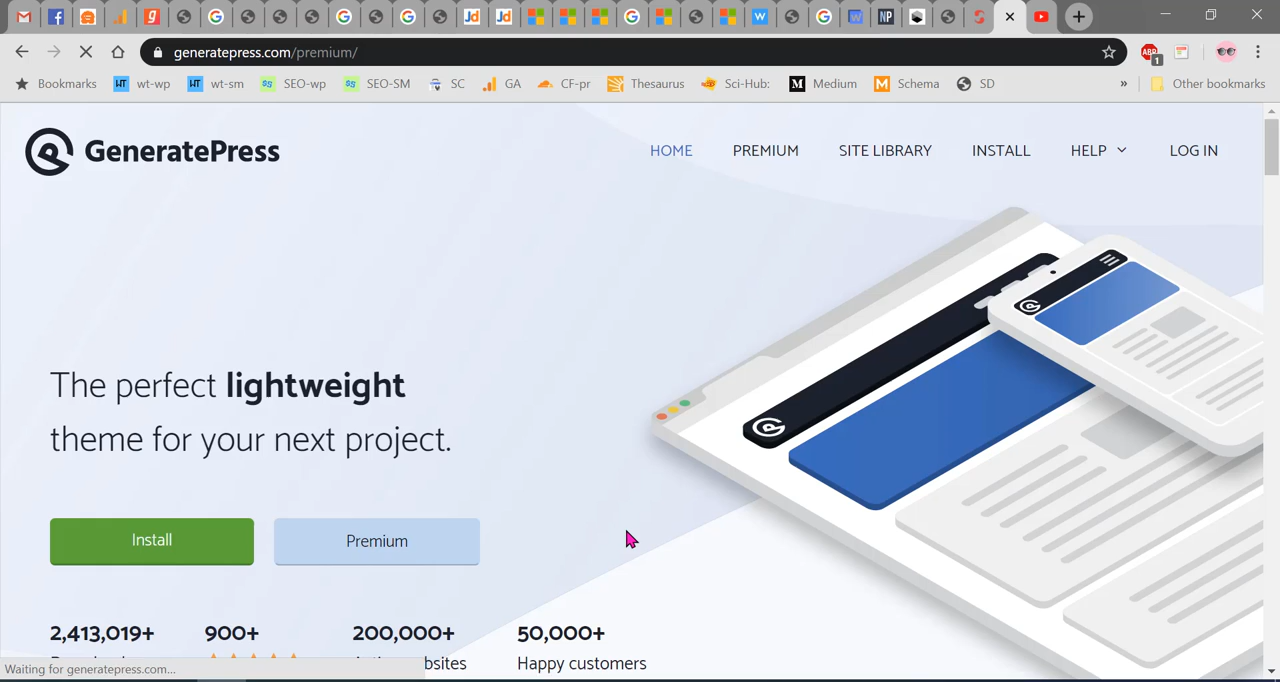 generatepress.com/premium/
1
Bookmarks wt-wp wt-sm SEO-wp SEO-SM SC GA CF-pr Thesaurus Sci-Hub: Medium Schema SD » Other bookmarks
GeneratePress
HOME PREMIUM SITE LIBRARY INSTALL HELP LOG IN
The perfect lightweight
theme for your next project.
Install Premium
2,413,019+ 900+ 200,000+ 50,000+
Happy customers
Waiting for generatepress.com...